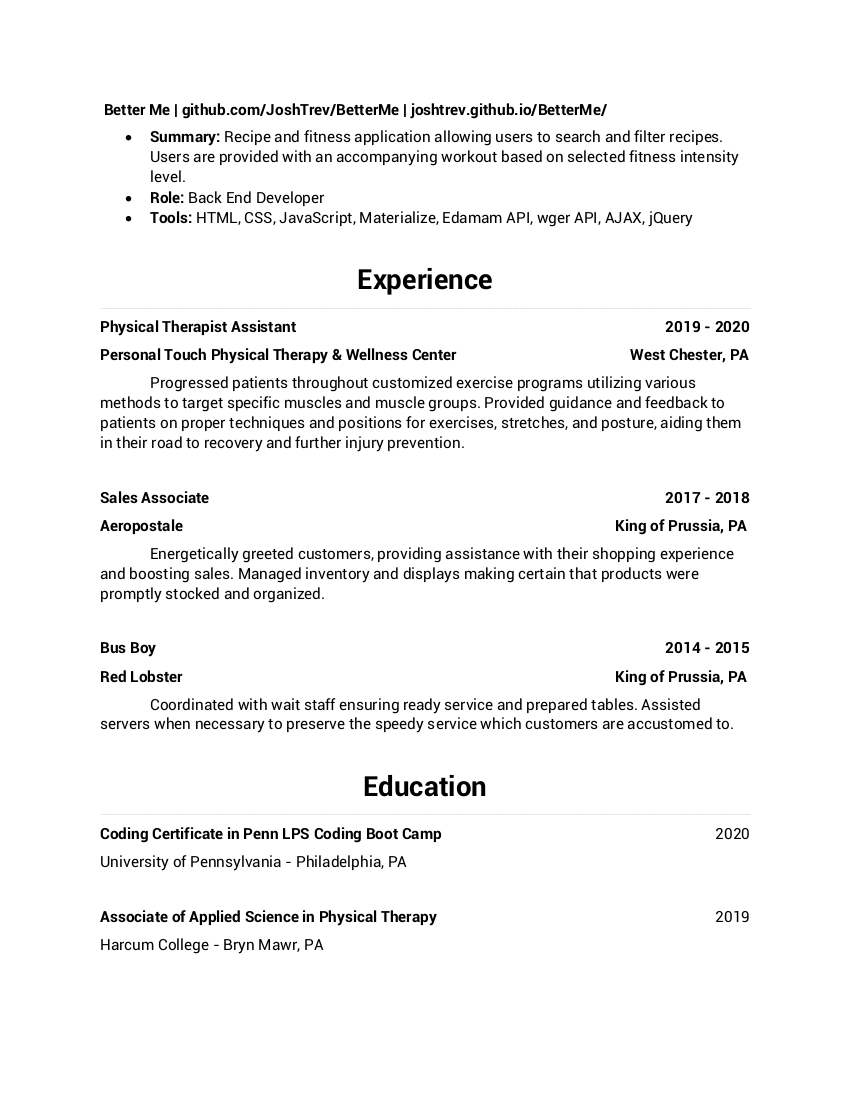 Better Me | github.com/JoshTrev/BetterMe | joshtrev.github.io/BetterMe/
• Summary: Recipe and fitness application allowing users to search and filter recipes.
Users are provided with an accompanying workout based on selected fitness intensity
level.
• Role: Back End Developer
• Tools: HTML, CSS, JavaScript, Materialize, Edamam API, wger API, AJAX, jQuery
Experience
Physical Therapist Assistant 2019 - 2020
Personal Touch Physical Therapy & Wellness Center West Chester, PA
Progressed patients throughout customized exercise programs utilizing various
methods to target specific muscles and muscle groups. Provided guidance and feedback to
patients on proper techniques and positions for exercises, stretches, and posture, aiding them
in their road to recovery and further injury prevention.
Sales Associate 2017 - 2018
Aeropostale King of Prussia, PA
Energetically greeted customers, providing assistance with their shopping experience
and boosting sales. Managed inventory and displays making certain that products were
promptly stocked and organized.
Bus Boy 2014 - 2015
Red Lobster King of Prussia, PA
Coordinated with wait staff ensuring ready service and prepared tables. Assisted
servers when necessary to preserve the speedy service which customers are accustomed to.
Education
Coding Certificate in Penn LPS Coding Boot Camp 2020
University of Pennsylvania - Philadelphia, PA
Associate of Applied Science in Physical Therapy 2019
Harcum College - Bryn Mawr, PA